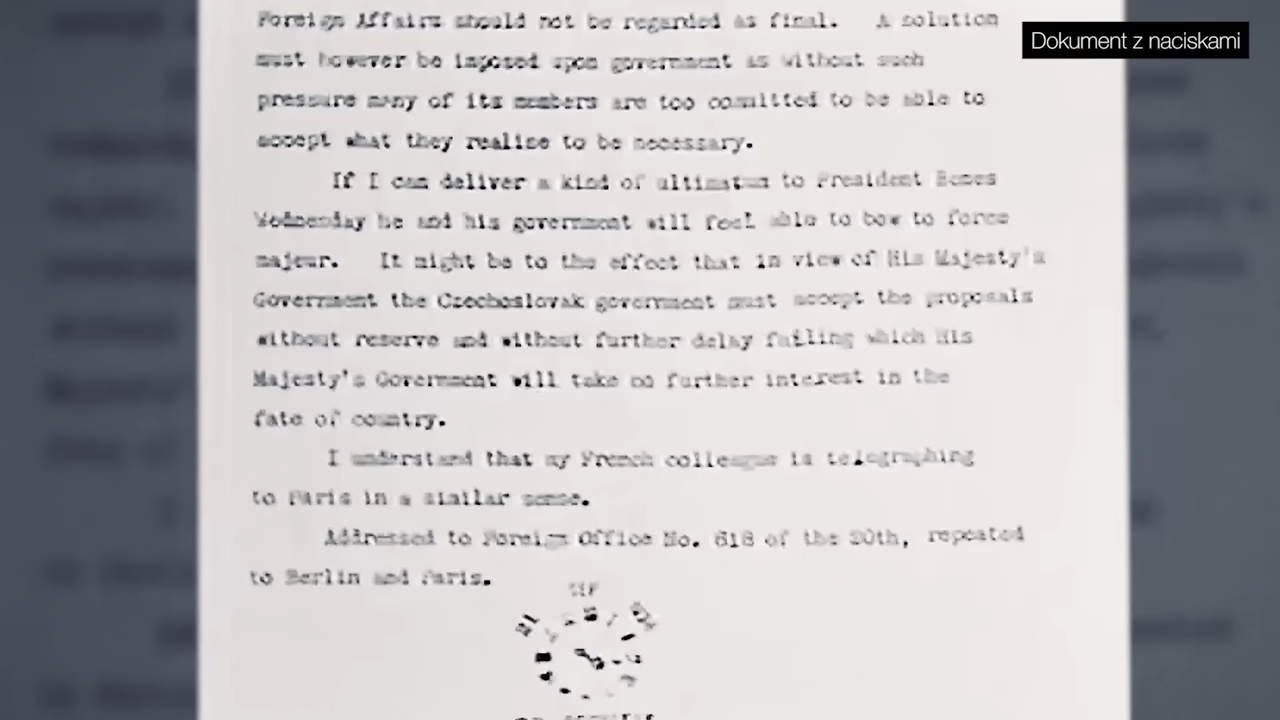 Foreign Affairs should not be regarded as final. A solution
Dokument z naciskami
must however be imposed upon government as without such
pressure many of its members are too comitted to be able to
accept what they realise to be necessary.
If I can deliver a kind of ultimatum to President Benes
Wednesday he and his government will feel able to bow to force
majeur. It might be to the effect that in view of His Majesty's
Government the Czechoslovak government must accept the proposals
without reserve and without further delay failing which His
Majesty's Government will take no further interest in the
fate of country.
I understand that my French colleague is telegraphing
to Paris in a similar sense.
Addressed to Foreign Office No. 618 of the 20th, repeated
to Berlin and Paris.